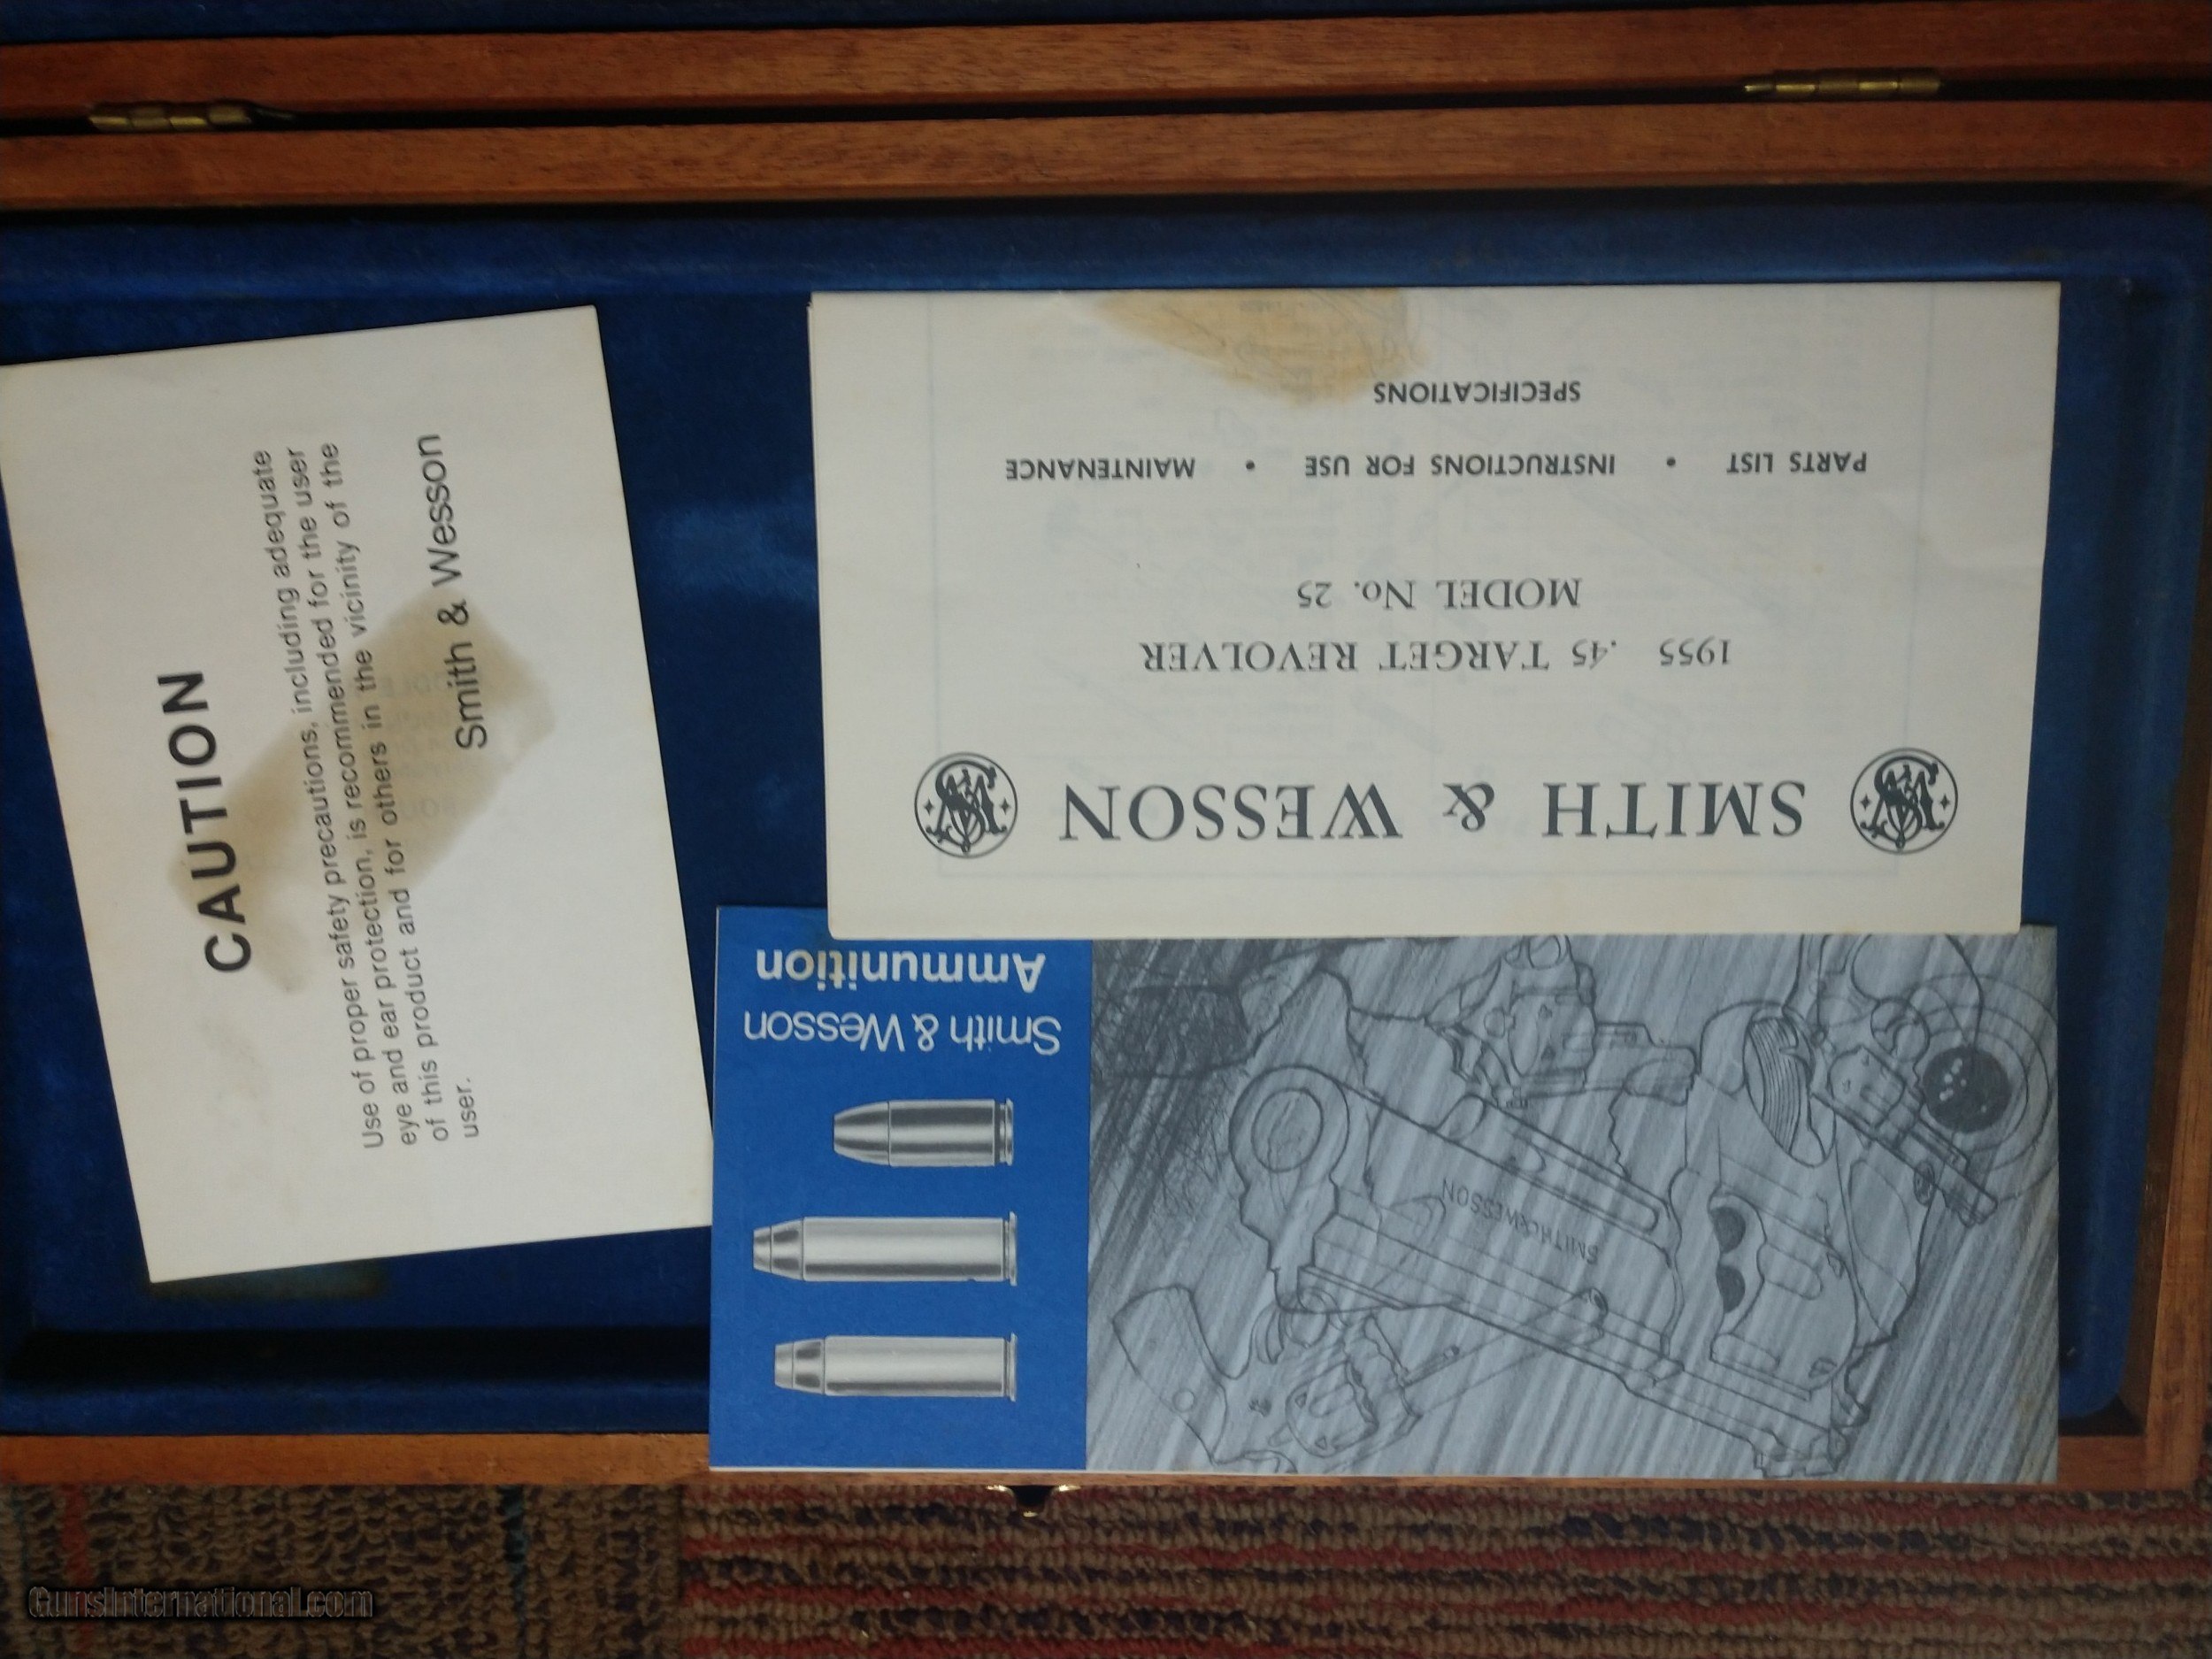 CAUTION
Use of proper safety precautions, including adequate
eye and ear protection, is recommended for the user
of this product and for others in the vicinity of the
user.
Smith & Wesson
SMITH & WESSON
1955 .45 TARGET REVOLVER
MODEL No. 25
PARTS LIST • INSTRUCTIONS FOR USE • MAINTENANCE
SPECIFICATIONS
Smith & Wesson
Ammunition
SMITH & WESSON
GunsInternational.com